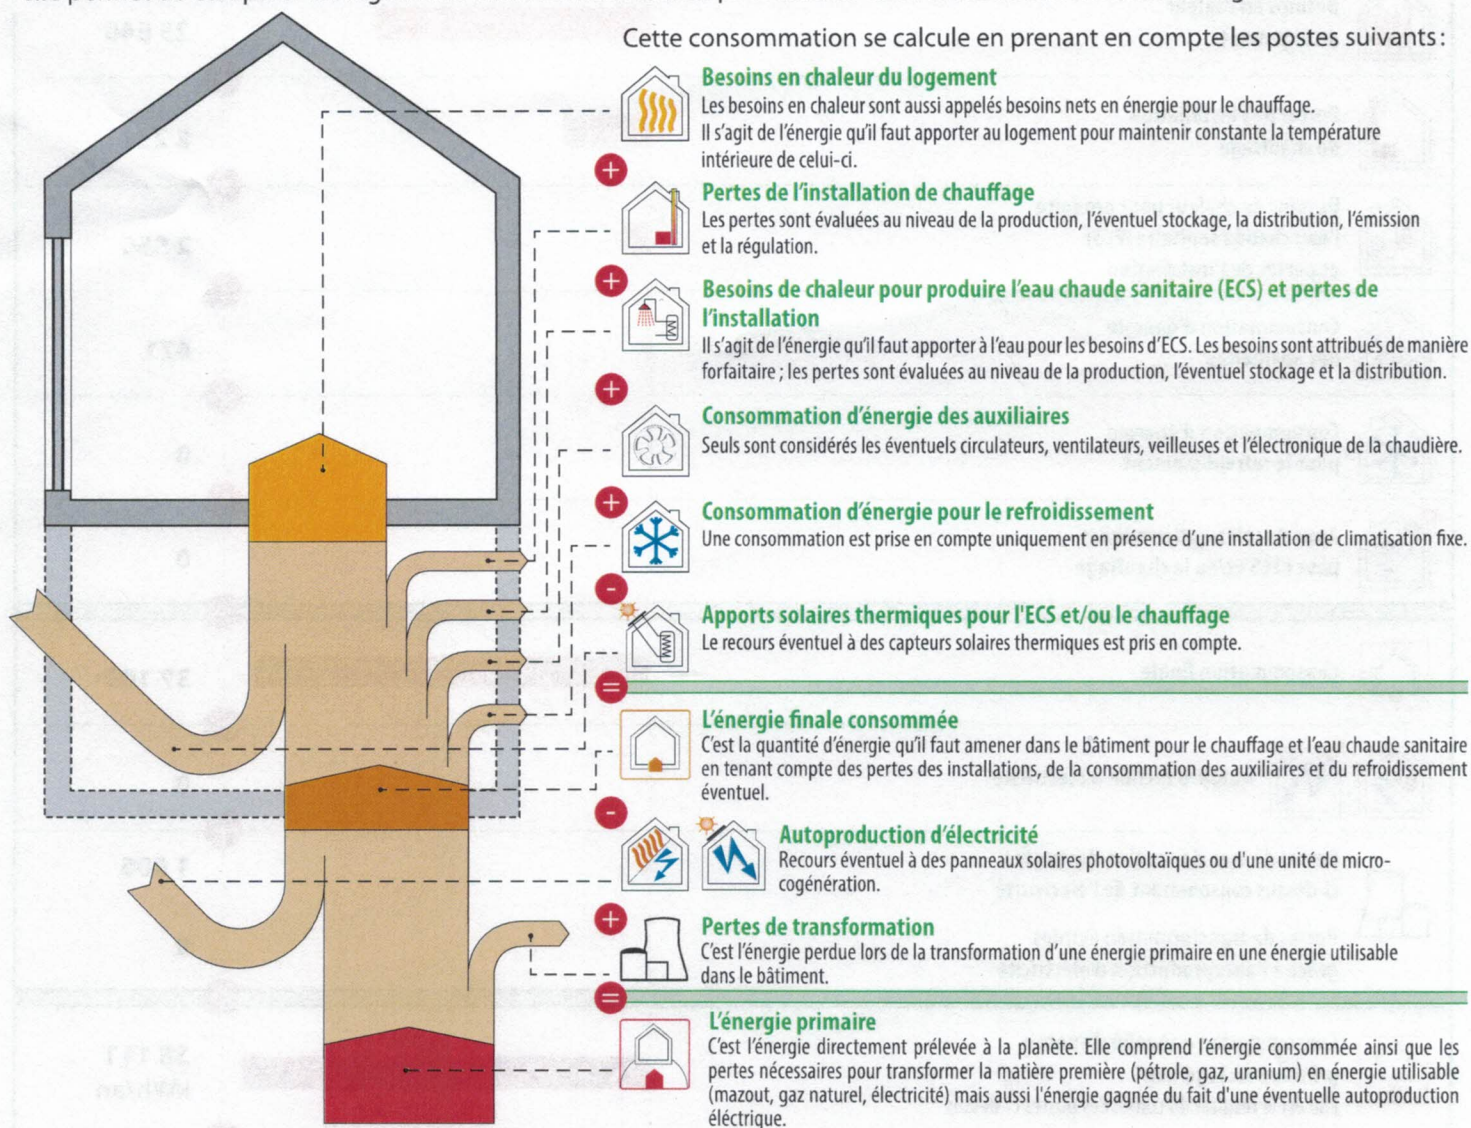 Cette consommation se calcule en prenant en compte les postes suivants :
Besoins en chaleur du logement
Les besoins en chaleur sont aussi appelés besoins nets en énergie pour le chauffage.
Il s'agit de l'énergie qu'il faut apporter au logement pour maintenir constante la température
intérieure de celui-ci.
+
Pertes de l'installation de chauffage
Les pertes sont évaluées au niveau de la production, l'éventuel stockage, la distribution, l'émission
et la régulation.
+
Besoins de chaleur pour produire l'eau chaude sanitaire (ECS) et pertes de
l'installation
Il s'agit de l'énergie qu'il faut apporter à l'eau pour les besoins d'ECS. Les besoins sont attribués de manière
forfaitaire ; les pertes sont évaluées au niveau de la production, l'éventuel stockage et la distribution.
+
Consommation d'énergie des auxiliaires
Seuls sont considérés les éventuels circulateurs, ventilateurs, veilleuses et l'électronique de la chaudière.
+
Consommation d'énergie pour le refroidissement
Une consommation est prise en compte uniquement en présence d'une installation de climatisation fixe.
-
Apports solaires thermiques pour l'ECS et/ou le chauffage
Le recours éventuel à des capteurs solaires thermiques est pris en compte.
=
L'énergie finale consommée
C'est la quantité d'énergie qu'il faut amener dans le bâtiment pour le chauffage et l'eau chaude sanitaire
en tenant compte des pertes des installations, de la consommation des auxiliaires et du refroidissement
éventuel.
-
Autoproduction d'électricité
Recours éventuel à des panneaux solaires photovoltaïques ou d'une unité de micro-
cogénération.
+
Pertes de transformation
C'est l'énergie perdue lors de la transformation d'une énergie primaire en une énergie utilisable
dans le bâtiment.
=
L'énergie primaire
C'est l'énergie directement prélevée à la planète. Elle comprend l'énergie consommée ainsi que les
pertes nécessaires pour transformer la matière première (pétrole, gaz, uranium) en énergie utilisable
(mazout, gaz naturel, électricité) mais aussi l'énergie gagnée du fait d'une éventuelle autoproduction
éléctrique.